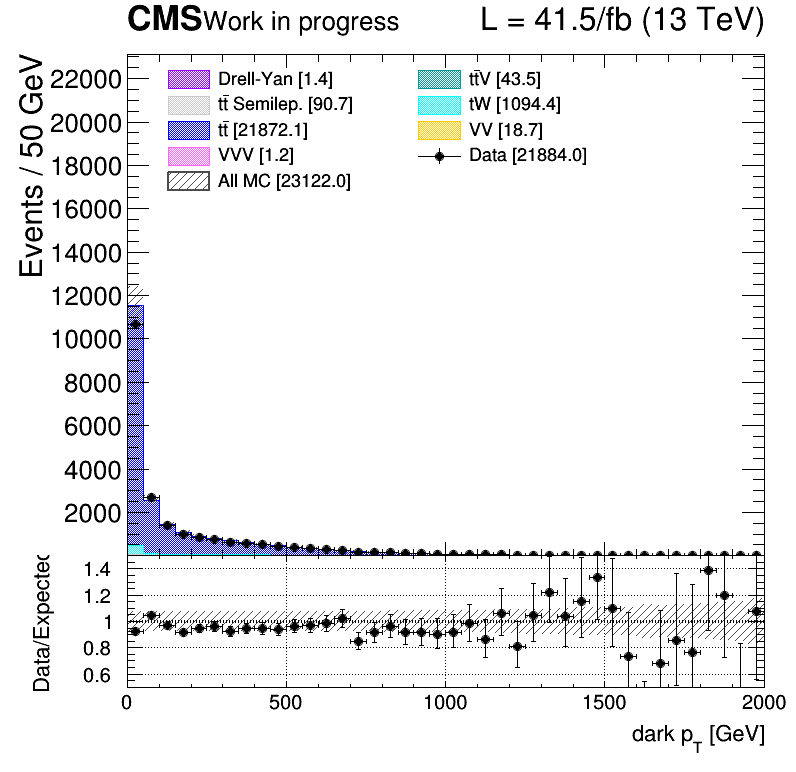 CMS Work in progress L = 41.5/fb (13 TeV)
Events / 50 GeV
22000
20000
18000
16000
14000
12000
10000
8000
6000
4000
2000
Drell-Yan [1.4]
tt̄ Semilep. [90.7]
tt̄ [21872.1]
VVV [1.2]
All MC [23122.0]
tt̄V [43.5]
tW [1094.4]
VV [18.7]
Data [21884.0]
Data/Expected
1.4
1.2
1
0.8
0.6
0 500 1000 1500 2000
dark p_T [GeV]